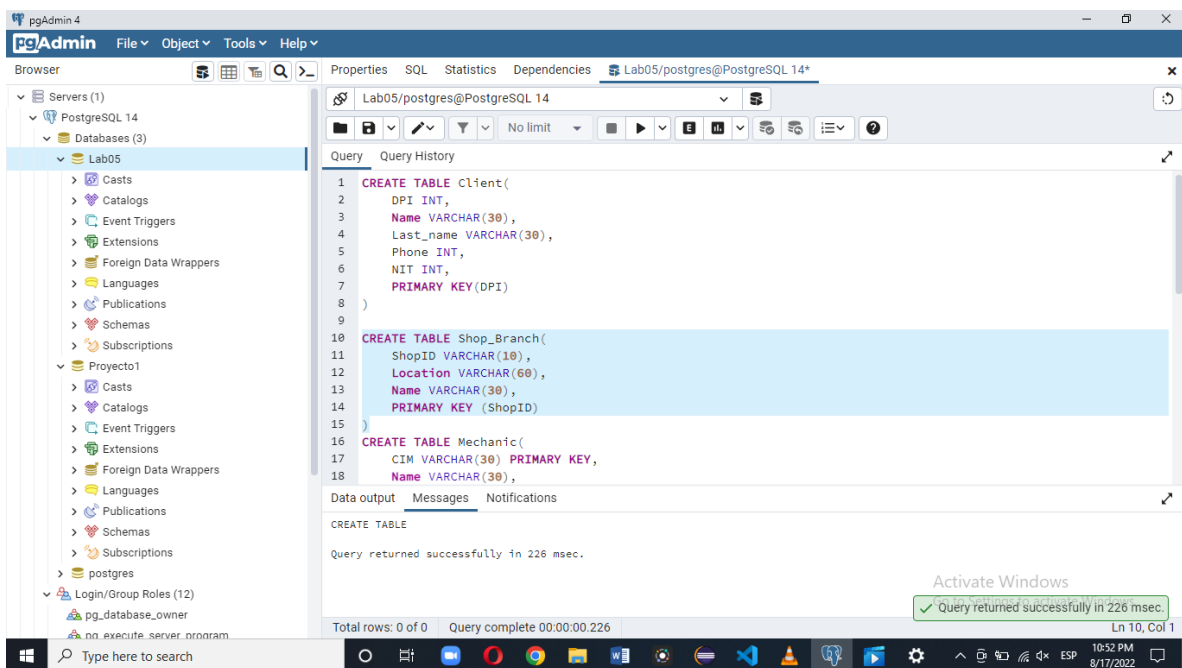 pgAdmin 4
pgAdmin File Object Tools Help
Browser
Properties SQL Statistics Dependencies Lab05/postgres@PostgreSQL 14*
Servers (1)
PostgreSQL 14
Databases (3)
Lab05
Casts
Catalogs
Event Triggers
Extensions
Foreign Data Wrappers
Languages
Publications
Schemas
Subscriptions
Proyecto1
Casts
Catalogs
Event Triggers
Extensions
Foreign Data Wrappers
Languages
Publications
Schemas
Subscriptions
postgres
Login/Group Roles (12)
pg_database_owner
pg_execute_server_program
Lab05/postgres@PostgreSQL 14
No limit
Query Query History
1 CREATE TABLE Client(
2 DPI INT,
3 Name VARCHAR(30),
4 Last_name VARCHAR(30),
5 Phone INT,
6 NIT INT,
7 PRIMARY KEY(DPI)
8 )
9
10 CREATE TABLE Shop_Branch(
11 ShopID VARCHAR(10),
12 Location VARCHAR(60),
13 Name VARCHAR(30),
14 PRIMARY KEY (ShopID)
15 )
16 CREATE TABLE Mechanic(
17 CIM VARCHAR(30) PRIMARY KEY,
18 Name VARCHAR(30),
Data output Messages Notifications
CREATE TABLE
Query returned successfully in 226 msec.
Activate Windows
Go to Settings to activate Windows.
Query returned successfully in 226 msec.
Total rows: 0 of 0 Query complete 00:00:00.226 Ln 10, Col 1
Type here to search
ESP
10:52 PM
8/17/2022